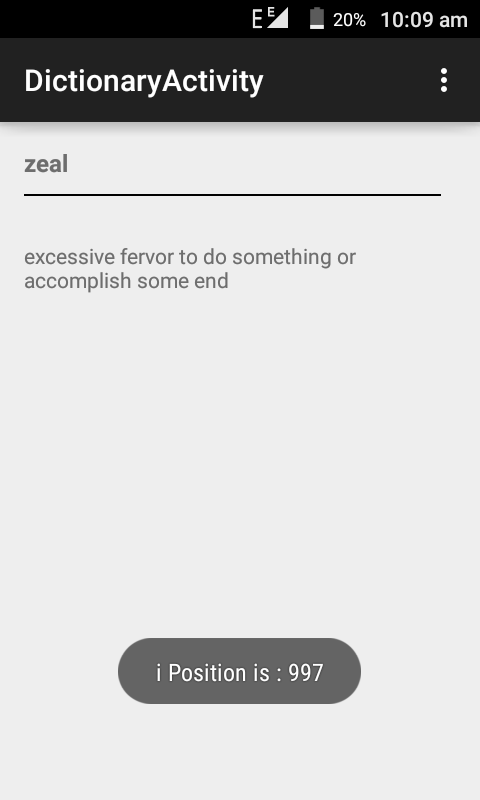 E E 20% 10:09 am
DictionaryActivity
zeal
excessive fervor to do something or
accomplish some end
i Position is : 997